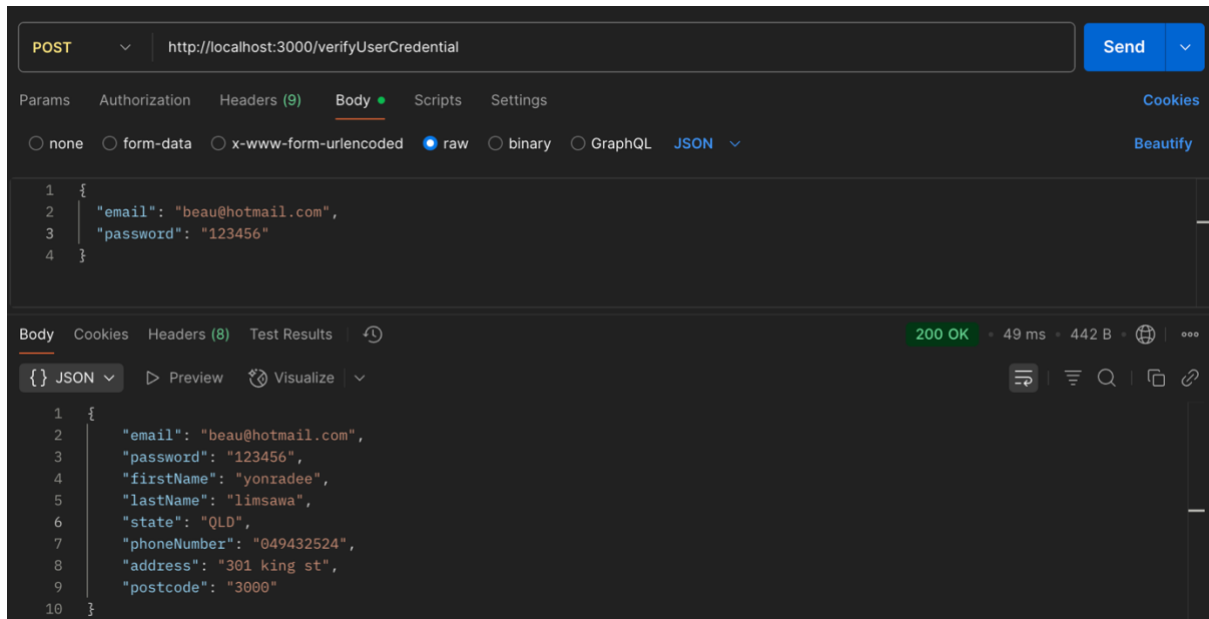 POST http://localhost:3000/verifyUserCredential Send
Params Authorization Headers (9) Body Scripts Settings Cookies
none form-data x-www-form-urlencoded raw binary GraphQL JSON Beautify
1 {
2 "email": "beau@hotmail.com",
3 "password": "123456"
4 }
Body Cookies Headers (8) Test Results 200 OK • 49 ms • 442 B •
{} JSON Preview Visualize
1 {
2 "email": "beau@hotmail.com",
3 "password": "123456",
4 "firstName": "yonradee",
5 "lastName": "limsawa",
6 "state": "QLD",
7 "phoneNumber": "049432524",
8 "address": "301 king st",
9 "postcode": "3000"
10 }